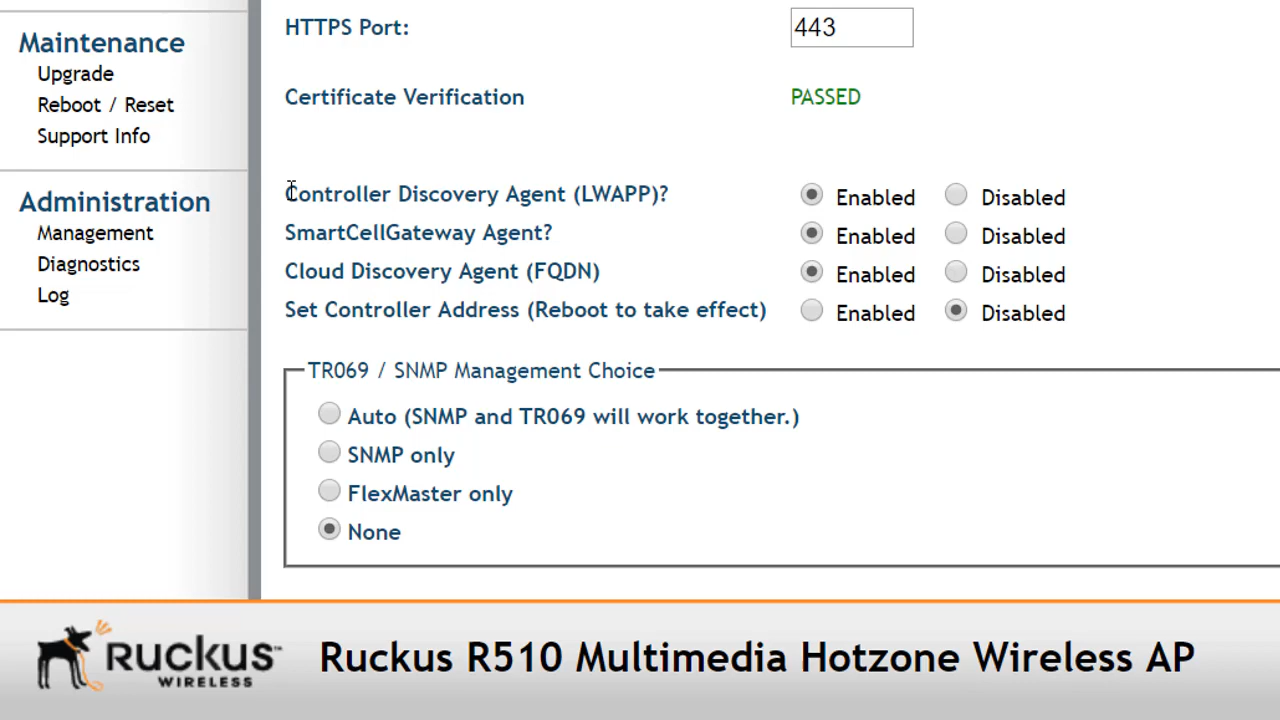 Maintenance
Upgrade
Reboot / Reset
Support Info
Administration
Management
Diagnostics
Log
HTTPS Port: 443
Certificate Verification PASSED
Controller Discovery Agent (LWAPP)? Enabled Disabled
SmartCellGateway Agent? Enabled Disabled
Cloud Discovery Agent (FQDN) Enabled Disabled
Set Controller Address (Reboot to take effect) Enabled Disabled
TR069 / SNMP Management Choice
Auto (SNMP and TR069 will work together.)
SNMP only
FlexMaster only
None
Ruckus™
WIRELESS
Ruckus R510 Multimedia Hotzone Wireless AP